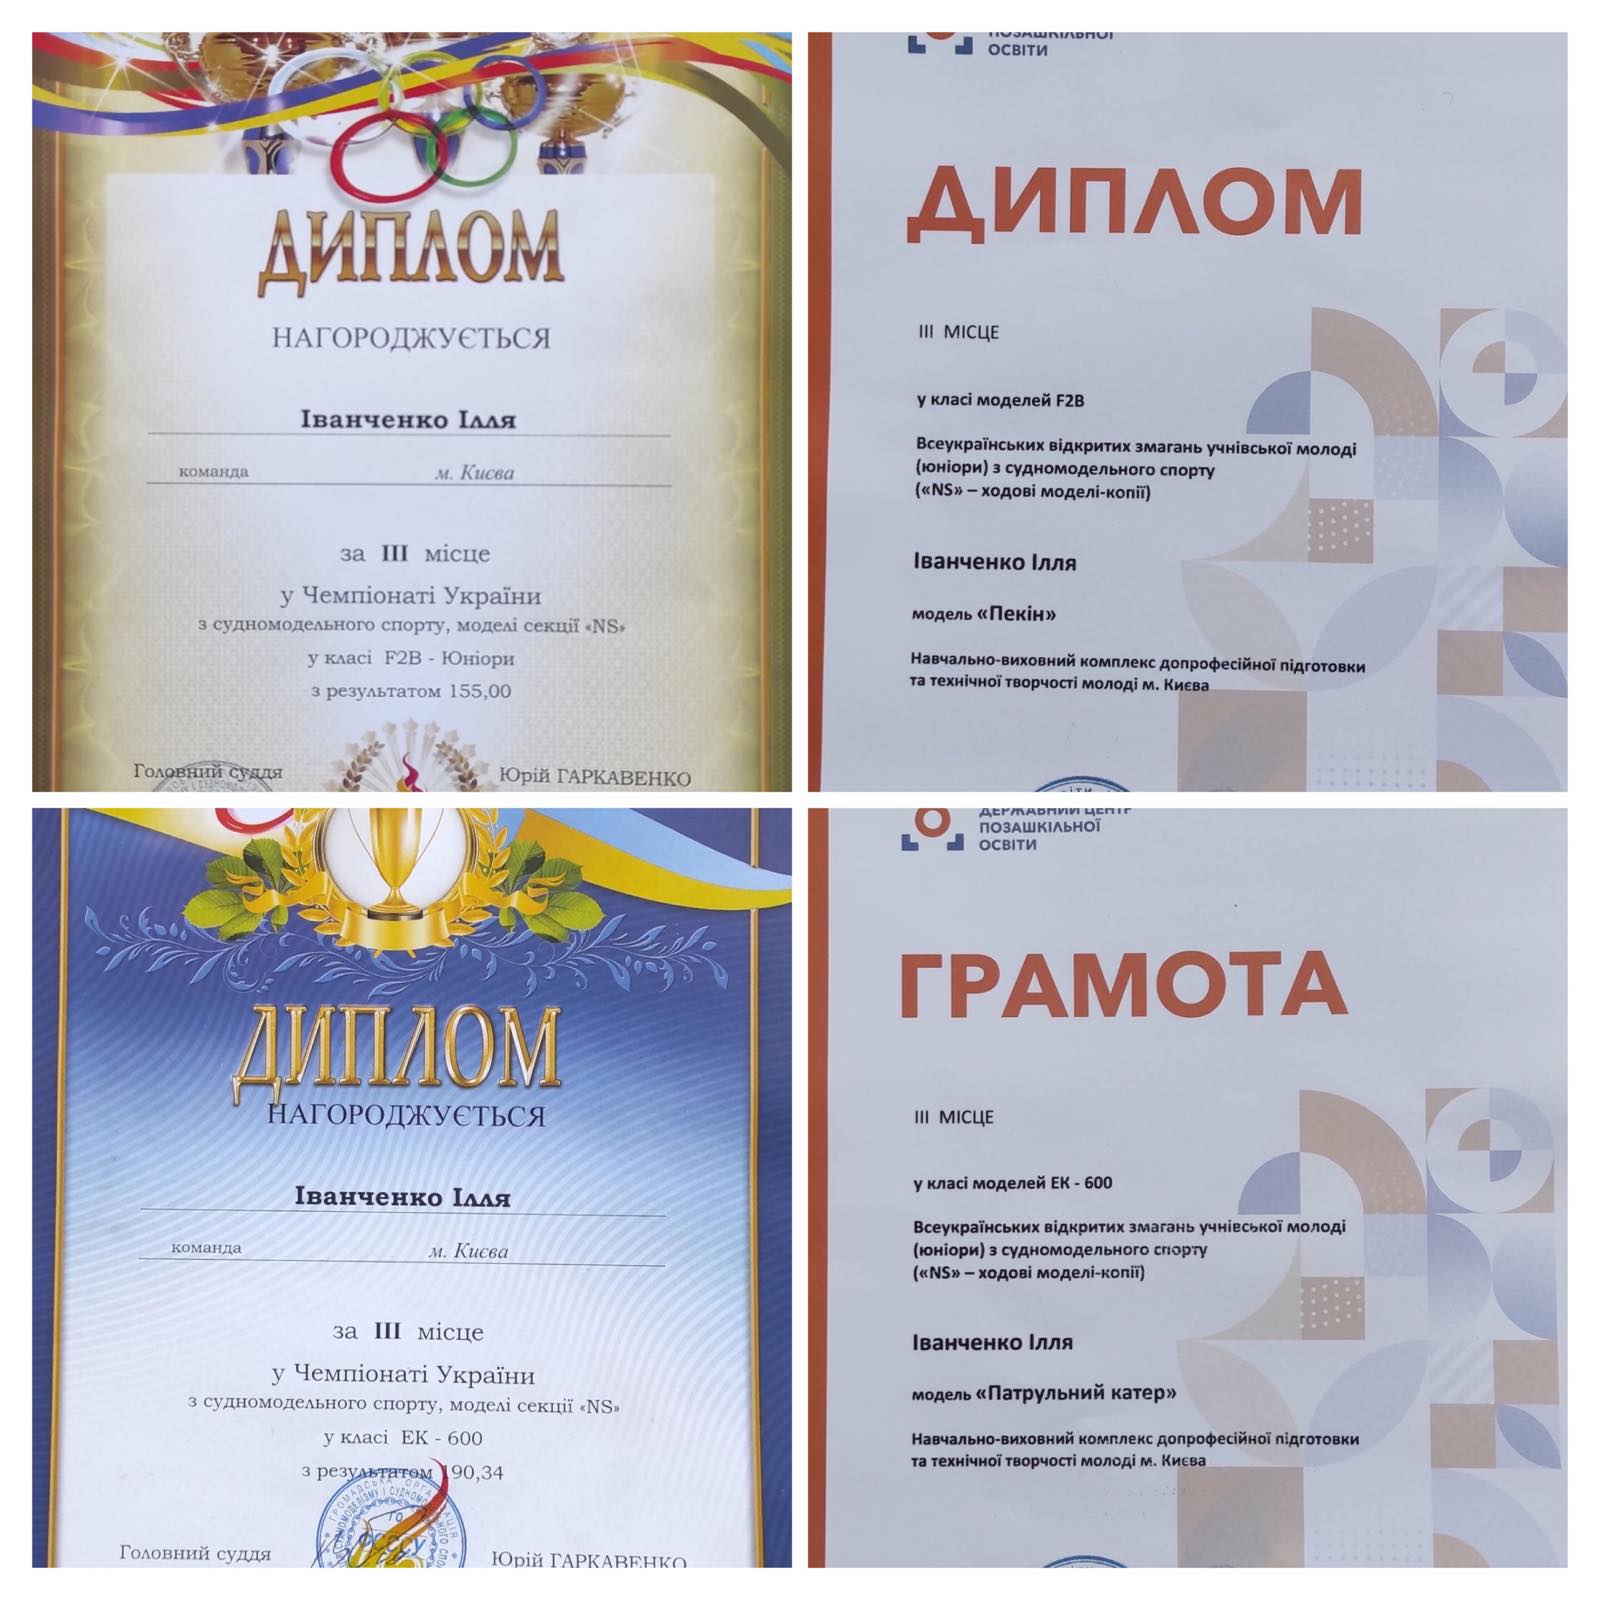 ДИПЛОМ
НАГОРОДЖУЄТЬСЯ
Іванченко Ілля
команда м. Києва
за III місце
у Чемпіонаті України
з судномодельного спорту, моделі секції «NS»
у класі F2B - Юніори
з результатом 155,00
Головний суддя Юрій ГАРКАВЕНКО
ПОЗАШКІЛЬНОЇ
ОСВІТИ
ДИПЛОМ
III МІСЦЕ
у класі моделей F2B
Всеукраїнських відкритих змагань учнівської молоді
(юніори) з судномодельного спорту
(«NS» – ходові моделі-копії)
Іванченко Ілля
модель «Пекін»
Навчально-виховний комплекс допрофесійної підготовки
та технічної творчості молоді м. Києва
ДИПЛОМ
НАГОРОДЖУЄТЬСЯ
Іванченко Ілля
команда м. Києва
за III місце
у Чемпіонаті України
з судномодельного спорту, моделі секції «NS»
у класі ЕК - 600
з результатом 190,34
Головний суддя Юрій ГАРКАВЕНКО
ДЕРЖАВНИЙ ЦЕНТР
ПОЗАШКІЛЬНОЇ
ОСВІТИ
ГРАМОТА
III МІСЦЕ
у класі моделей ЕК - 600
Всеукраїнських відкритих змагань учнівської молоді
(юніори) з судномодельного спорту
(«NS» – ходові моделі-копії)
Іванченко Ілля
модель «Патрульний катер»
Навчально-виховний комплекс допрофесійної підготовки
та технічної творчості молоді м. Києва